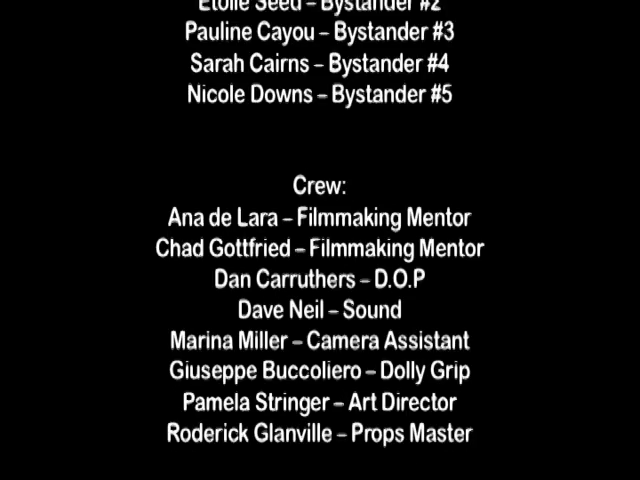 Etoile Seed – Bystander #2
Pauline Cayou – Bystander #3
Sarah Cairns – Bystander #4
Nicole Downs – Bystander #5
Crew:
Ana de Lara – Filmmaking Mentor
Chad Gottfried – Filmmaking Mentor
Dan Carruthers – D.O.P
Dave Neil – Sound
Marina Miller – Camera Assistant
Giuseppe Buccoliero – Dolly Grip
Pamela Stringer – Art Director
Roderick Glanville – Props Master